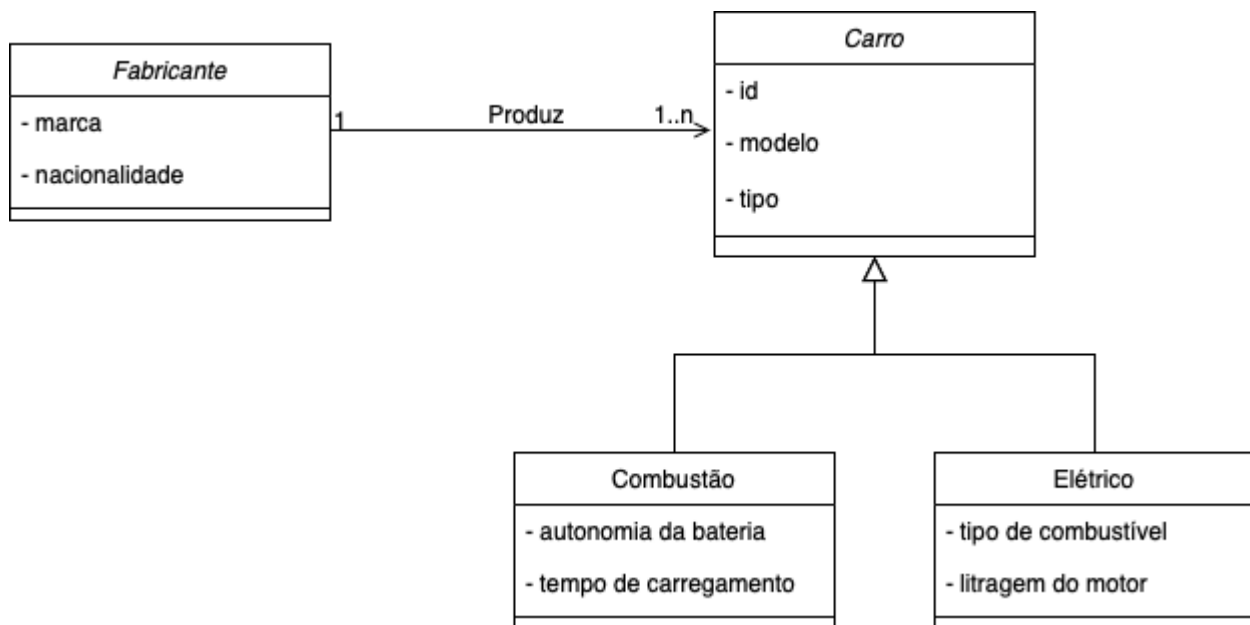 Fabricante
- marca
- nacionalidade
1
Produz
1..n
Carro
- id
- modelo
- tipo
Combustão
- autonomia da bateria
- tempo de carregamento
Elétrico
- tipo de combustível
- litragem do motor